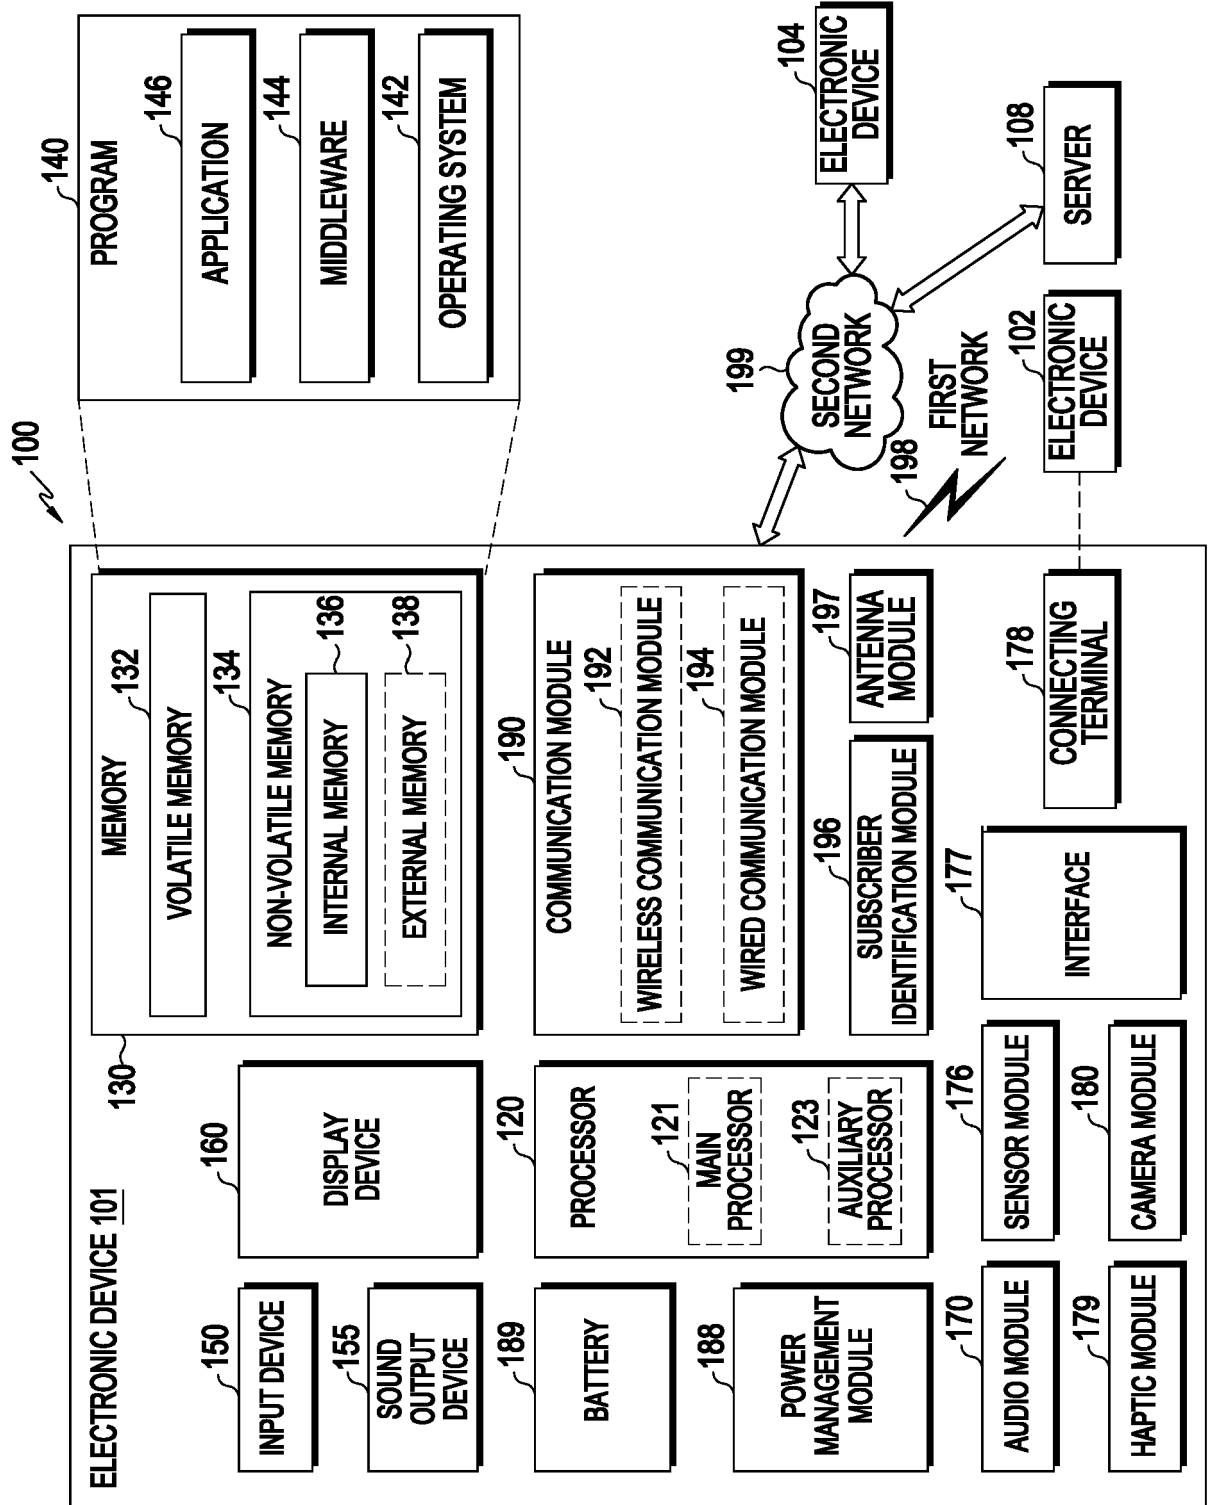 100
ELECTRONIC DEVICE 101
INPUT DEVICE
150
SOUND
OUTPUT
DEVICE
155
BATTERY
189
POWER
MANAGEMENT
MODULE
188
AUDIO MODULE
170
HAPTIC MODULE
179
DISPLAY
DEVICE
160
PROCESSOR
120
MAIN
PROCESSOR
121
AUXILIARY
PROCESSOR
123
SENSOR MODULE
176
CAMERA MODULE
180
130
MEMORY
VOLATILE MEMORY
132
NON-VOLATILE MEMORY
134
INTERNAL MEMORY
136
EXTERNAL MEMORY
138
COMMUNICATION MODULE
190
WIRELESS COMMUNICATION MODULE
192
WIRED COMMUNICATION MODULE
194
SUBSCRIBER
IDENTIFICATION MODULE
196
ANTENNA
MODULE
197
INTERFACE
177
CONNECTING
TERMINAL
178
140
PROGRAM
APPLICATION
146
MIDDLEWARE
144
OPERATING SYSTEM
142
SECOND
NETWORK
199
FIRST
NETWORK
198
ELECTRONIC
DEVICE
104
ELECTRONIC
DEVICE
102
SERVER
108